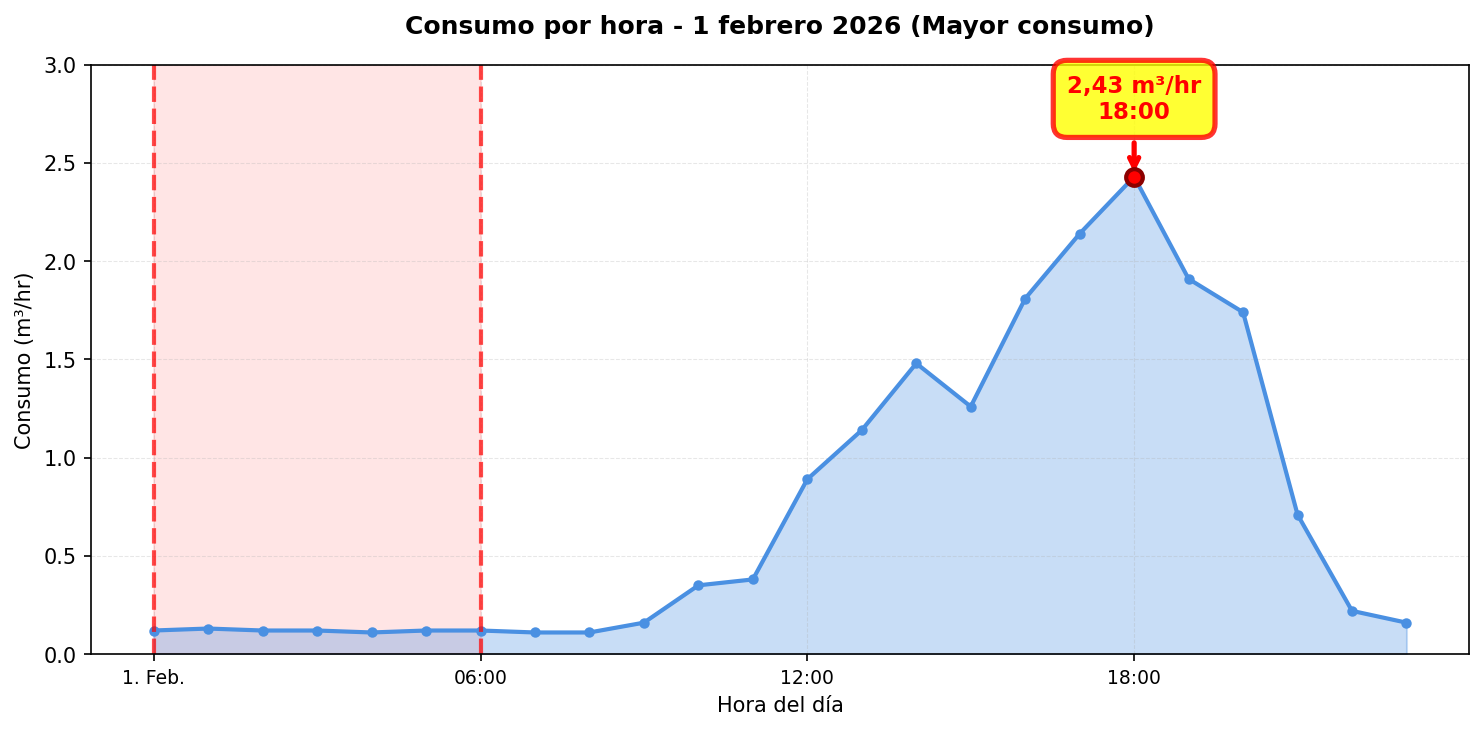 Consumo por hora - 1 febrero 2026 (Mayor consumo)
2,43 m³/hr
18:00
3.0
2.5
2.0
1.5
1.0
0.5
0.0
Consumo (m³/hr)
1. Feb.
06:00
12:00
18:00
Hora del día